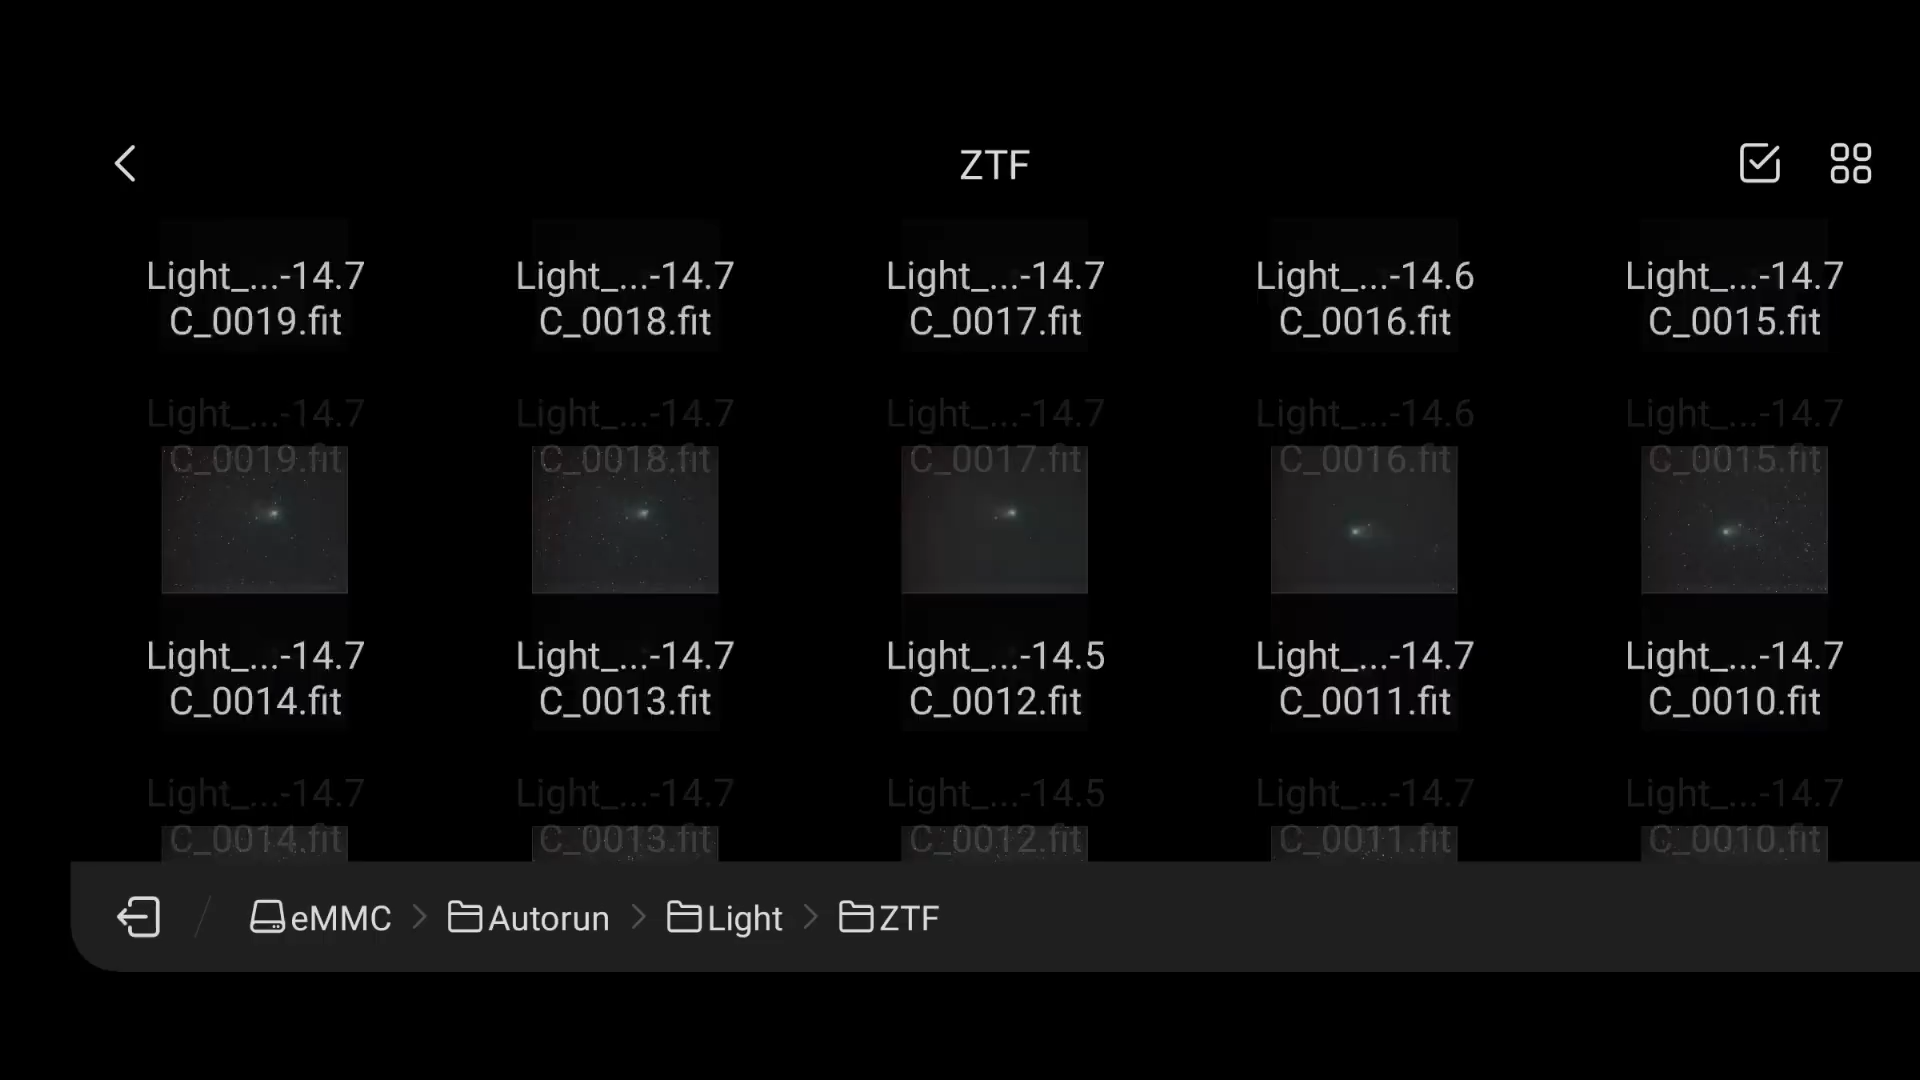 ZTF
Light_...-14.7
C_0019.fit
Light_...-14.7
C_0018.fit
Light_...-14.7
C_0017.fit
Light_...-14.6
C_0016.fit
Light_...-14.7
C_0015.fit
Light_...-14.7
C_0019.fit
Light_...-14.7
C_0018.fit
Light_...-14.7
C_0017.fit
Light_...-14.6
C_0016.fit
Light_...-14.7
C_0015.fit
Light_...-14.7
C_0014.fit
Light_...-14.7
C_0013.fit
Light_...-14.5
C_0012.fit
Light_...-14.7
C_0011.fit
Light_...-14.7
C_0010.fit
Light_...-14.7
C_0014.fit
Light_...-14.7
C_0013.fit
Light_...-14.5
C_0012.fit
Light_...-14.7
C_0011.fit
Light_...-14.7
C_0010.fit
eMMC > Autorun > Light > ZTF